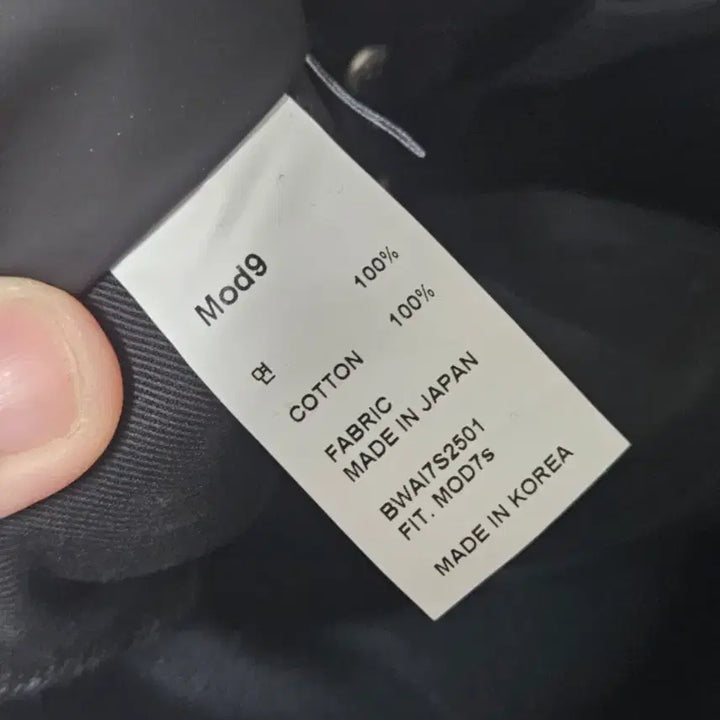 Mod9
면 100%
COTTON 100%
FABRIC
MADE IN JAPAN
BWAI7S2501
FIT. MOD7s
MADE IN KOREA